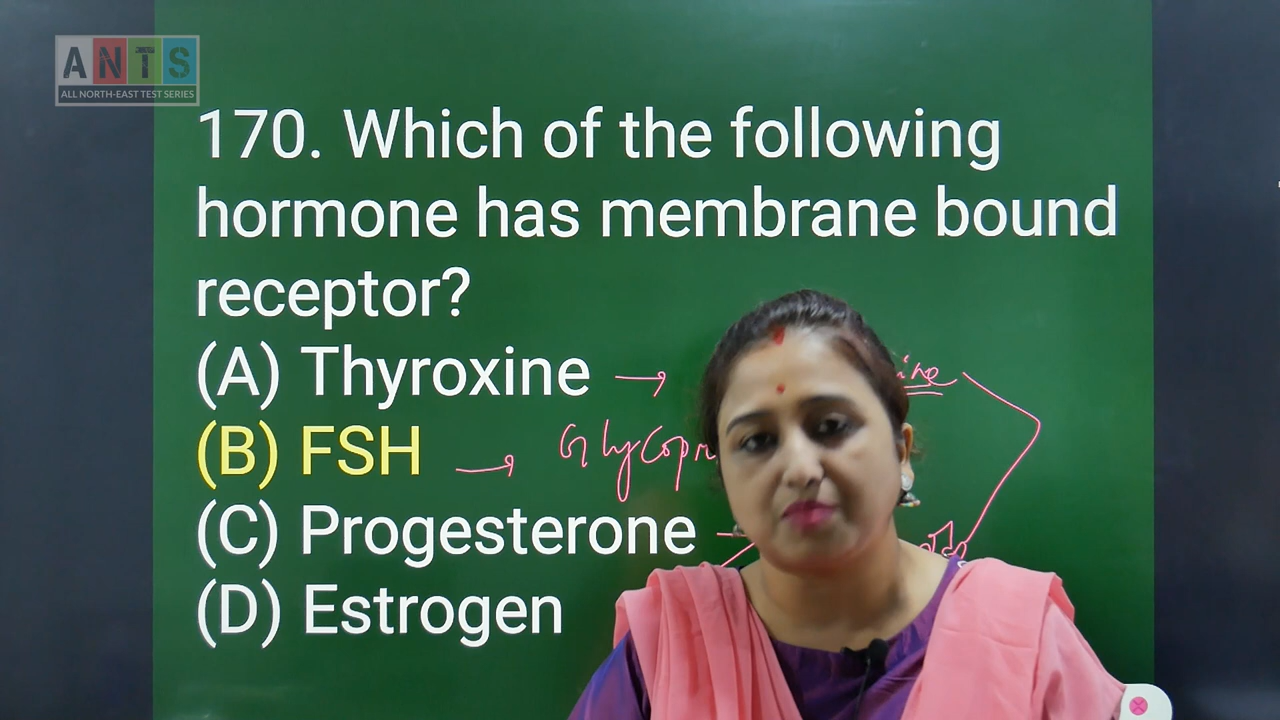 ANTS
ALL NORTH-EAST TEST SERIES
170. Which of the following
hormone has membrane bound
receptor?
(A) Thyroxine →
(B) FSH →
(C) Progesterone
(D) Estrogen